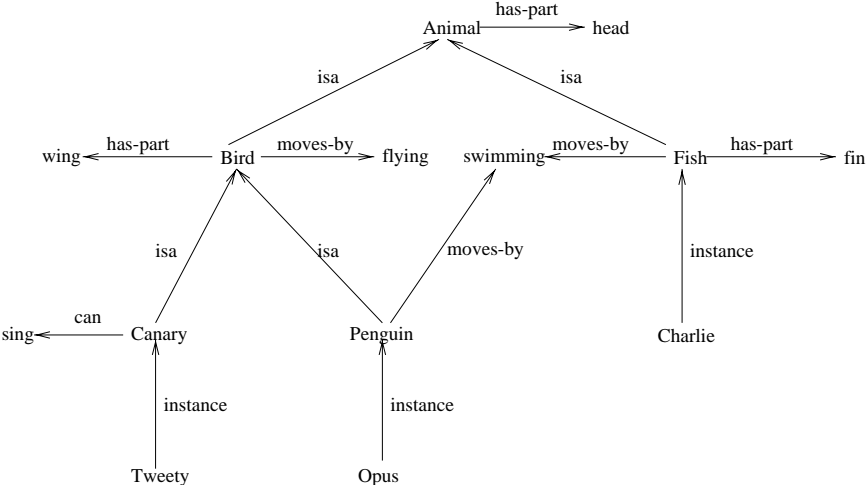 has-part
Animal head
isa isa
wing has-part Bird moves-by flying swimming moves-by Fish has-part fin
isa isa moves-by instance
can
sing Canary Penguin Charlie
instance instance
Tweety Opus